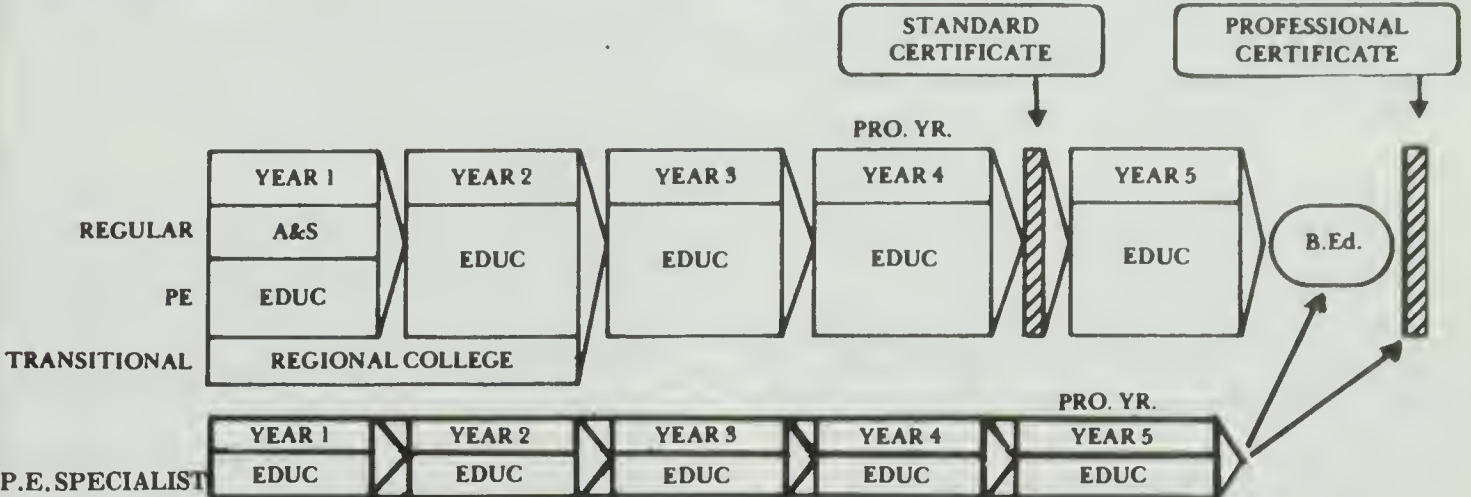 STANDARD
CERTIFICATE
PROFESSIONAL
CERTIFICATE
PRO. YR.
YEAR 1
YEAR 2
YEAR 3
YEAR 4
YEAR 5
REGULAR
A&S
EDUC
EDUC
EDUC
EDUC
B.Ed.
PE
EDUC
TRANSITIONAL
REGIONAL COLLEGE
PRO. YR.
YEAR 1
YEAR 2
YEAR 3
YEAR 4
YEAR 5
P.E. SPECIALIST
EDUC
EDUC
EDUC
EDUC
EDUC